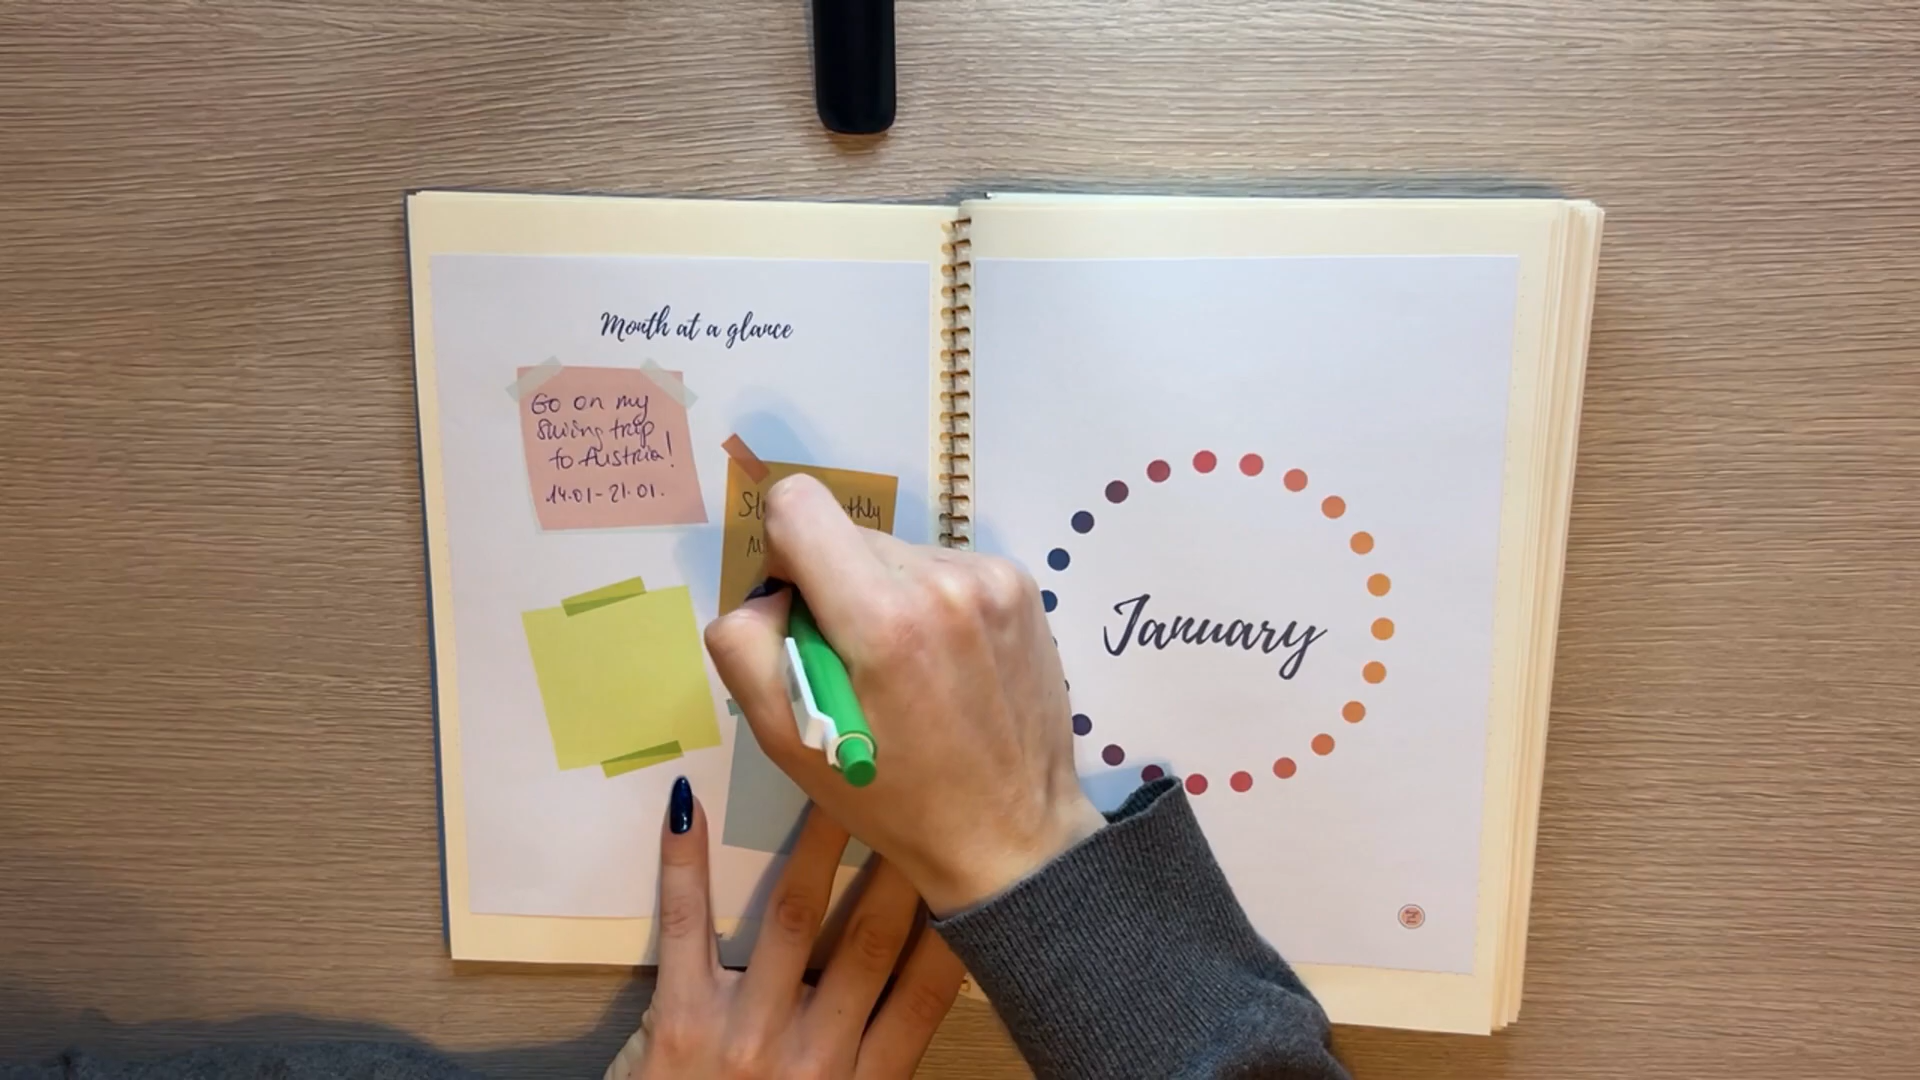 Month at a glance
Go on my
Skiing trip
to Austria!
14.01-21.01.
January